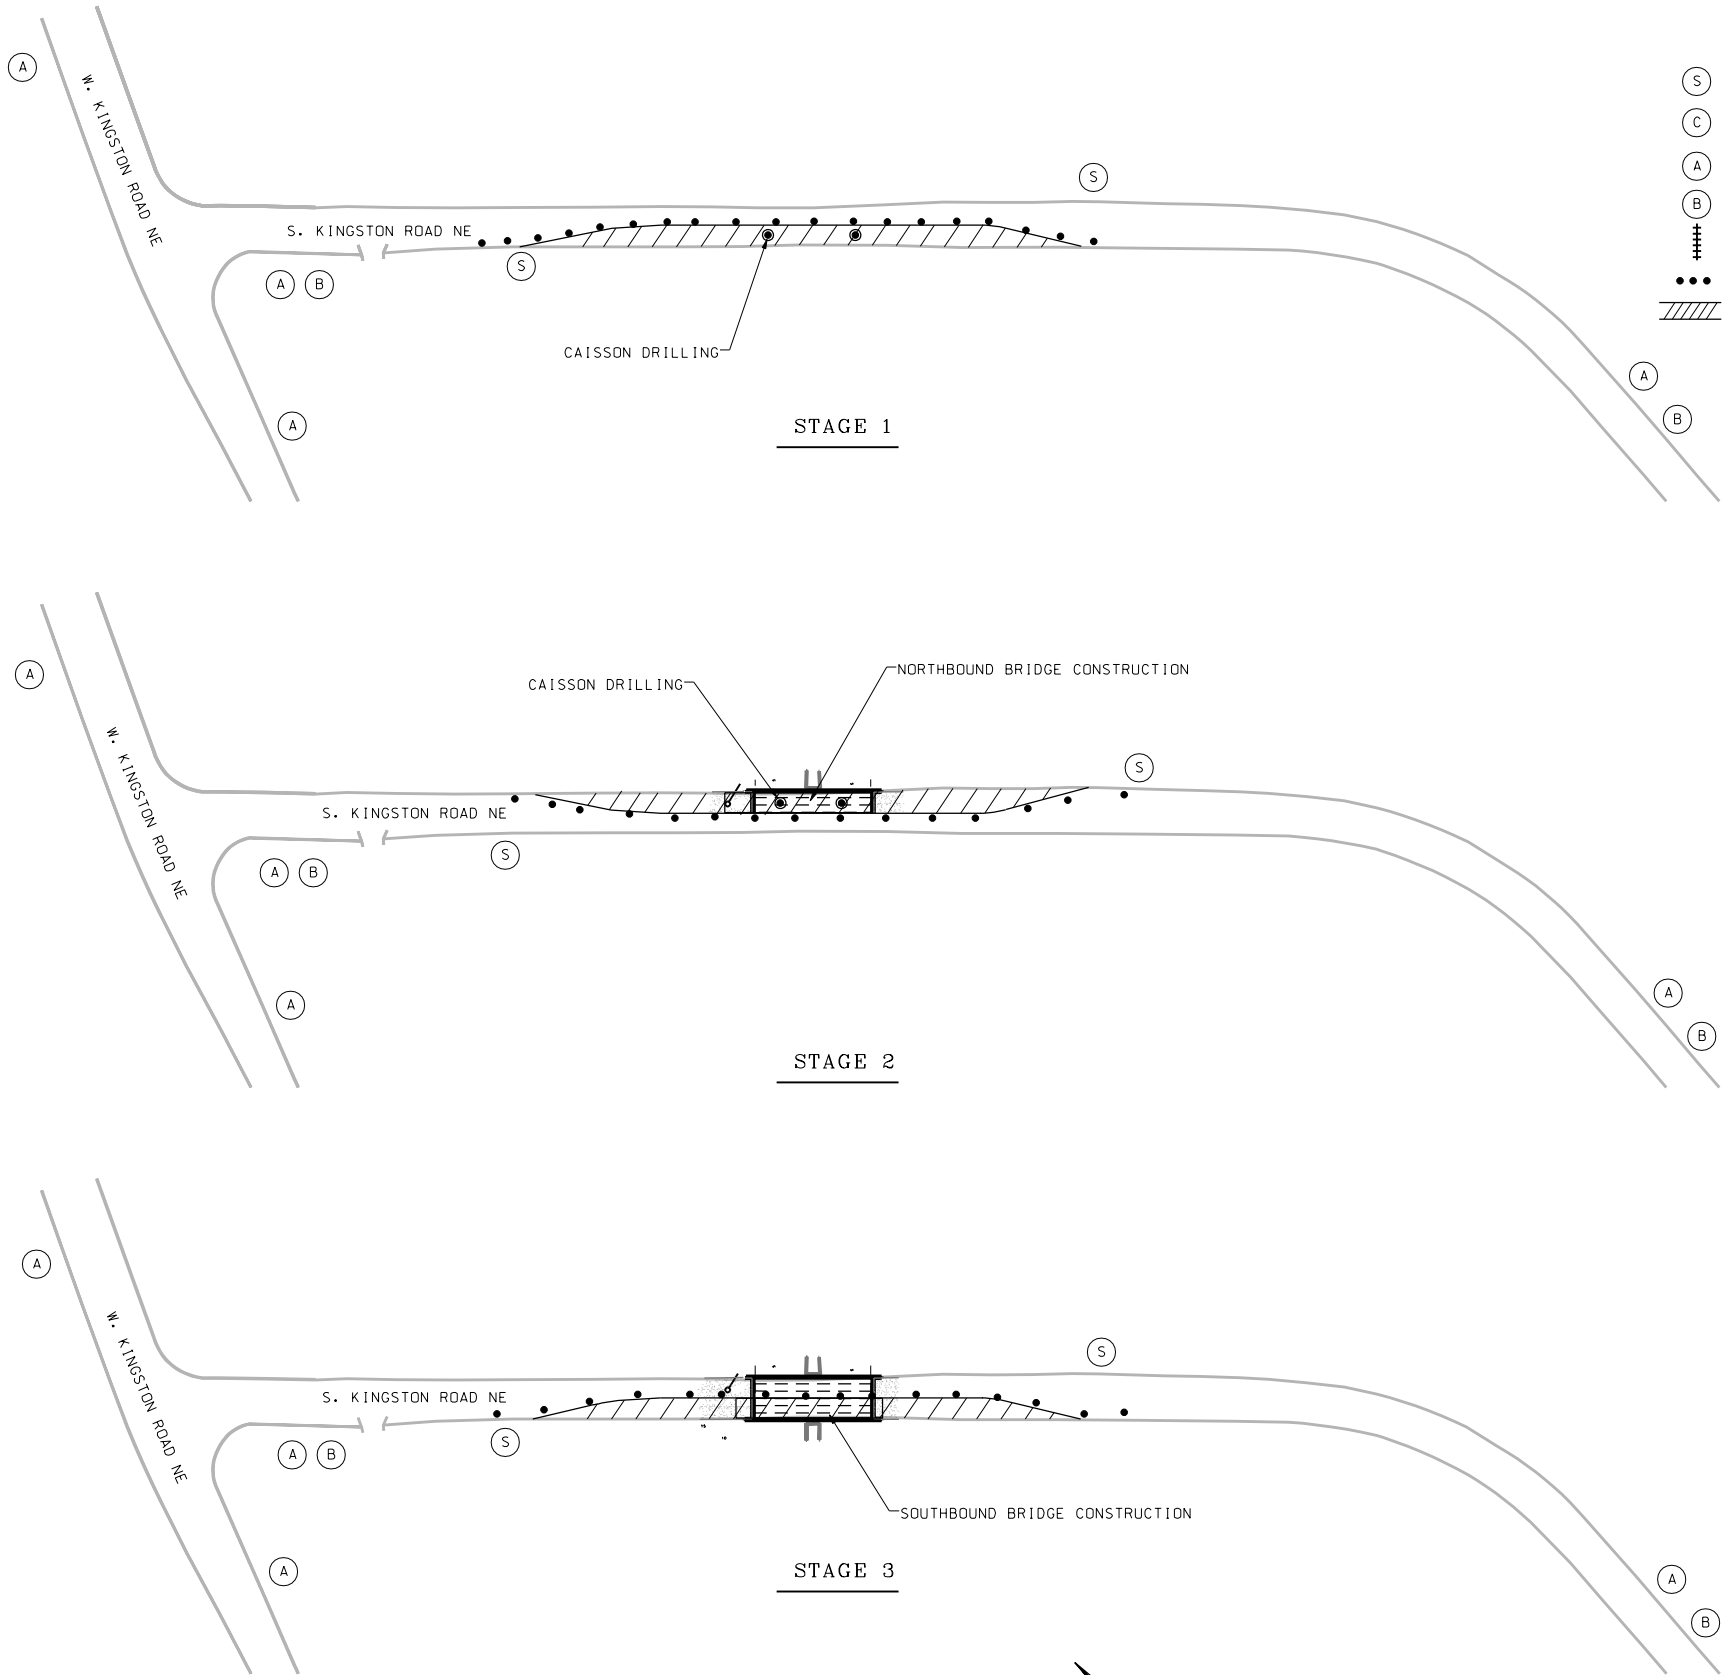 A
W. KINGSTON ROAD NE
S
C
A
B
S
S. KINGSTON ROAD NE
S
A B
CAISSON DRILLING
A
B
A
STAGE 1
A
W. KINGSTON ROAD NE
CAISSON DRILLING
NORTHBOUND BRIDGE CONSTRUCTION
S
S. KINGSTON ROAD NE
S
A B
A
B
A
STAGE 2
A
W. KINGSTON ROAD NE
S
S. KINGSTON ROAD NE
S
A B
SOUTHBOUND BRIDGE CONSTRUCTION
A
STAGE 3
A
B